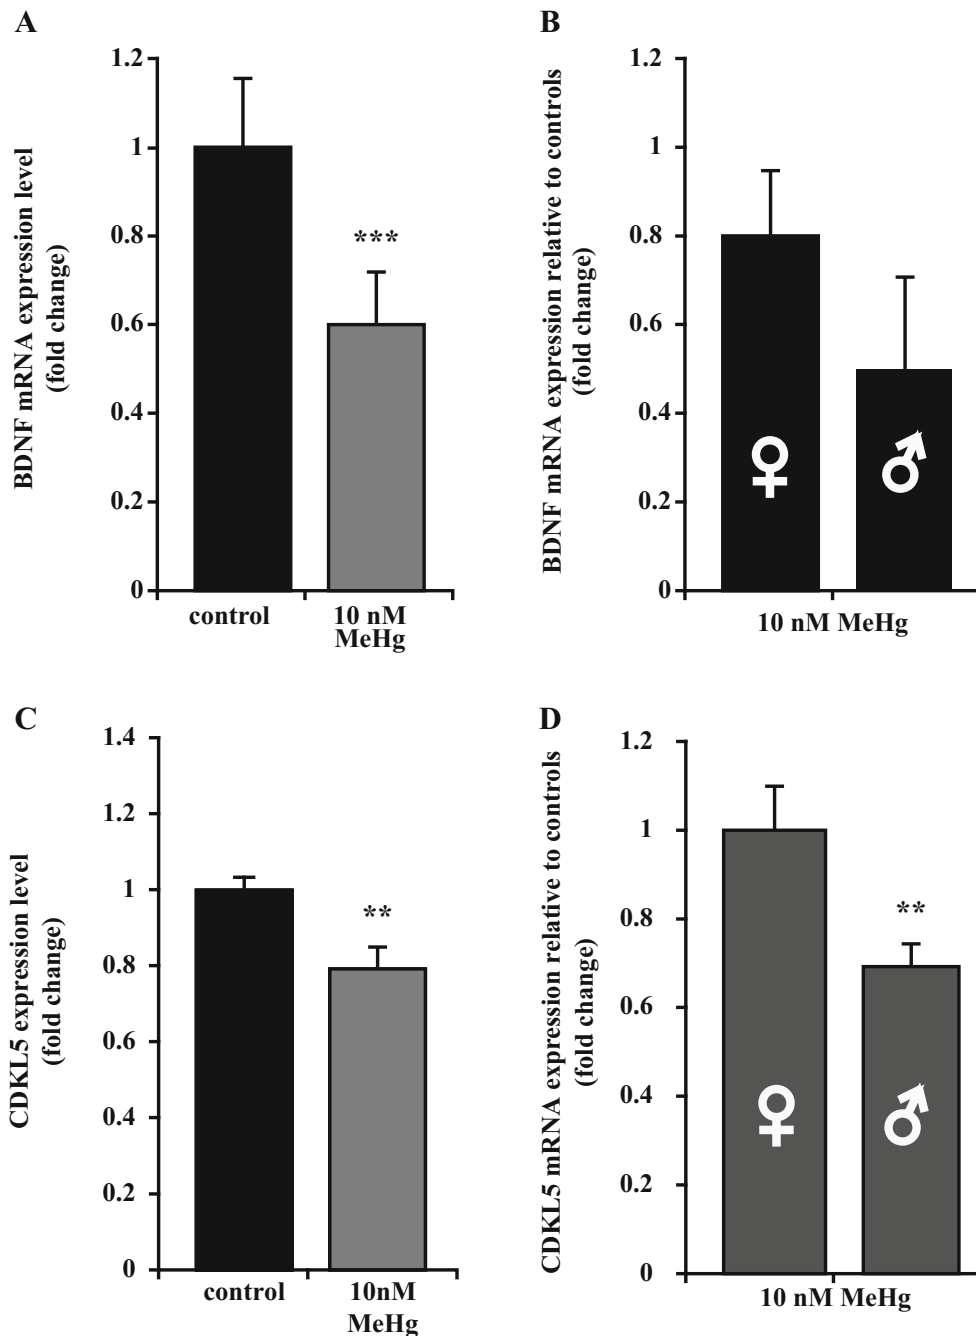 A
BDNF mRNA expression level
(fold change)
1.2
1
0.8
0.6
0.4
0.2
0
***
control
10 nM
MeHg
B
BDNF mRNA expression relative to controls
(fold change)
1.2
1
0.8
0.6
0.4
0.2
0
♀
♂
10 nM MeHg
C
CDKL5 expression level
(fold change)
1.4
1.2
1
0.8
0.6
0.4
0.2
0
**
control
10nM
MeHg
D
CDKL5 mRNA expression relative to controls
(fold change)
1.2
1
0.8
0.6
0.4
0.2
0
**
♀
♂
10 nM MeHg